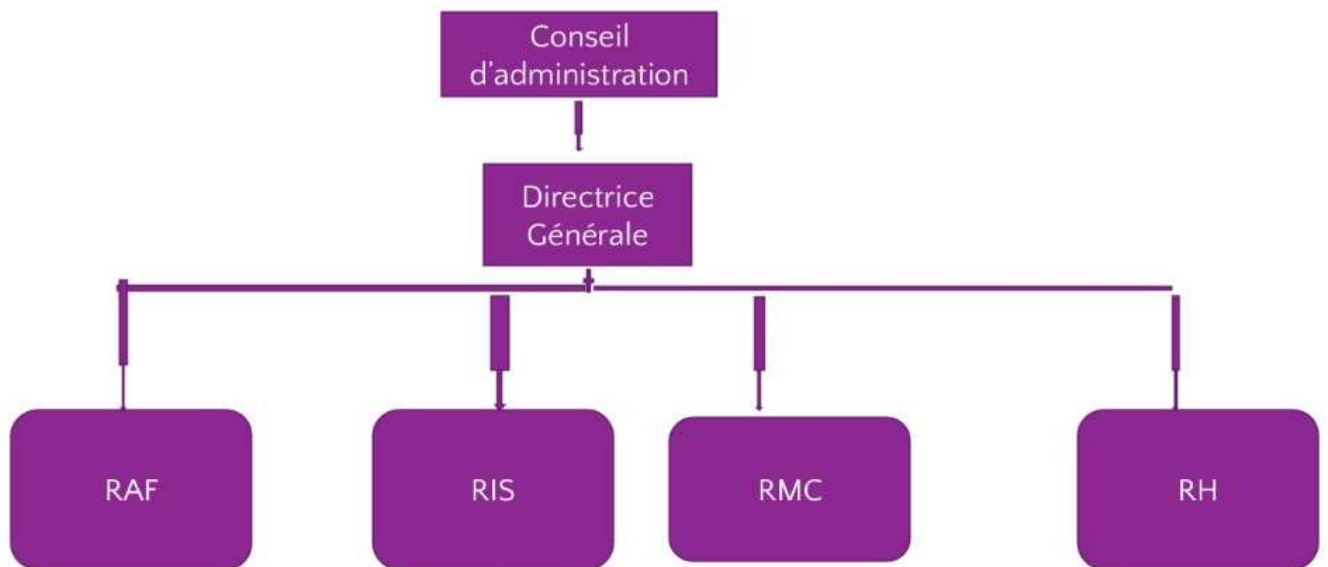 Conseil
d'administration
Directrice
Générale
RAF
RIS
RMC
RH